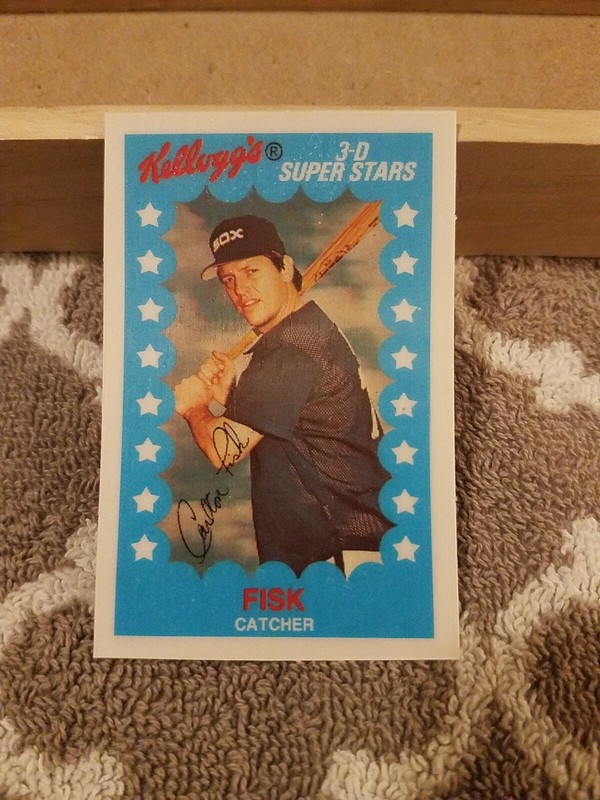 Kellogg's®
3-D
SUPER STARS
SOX
Carlton Fisk
FISK
CATCHER